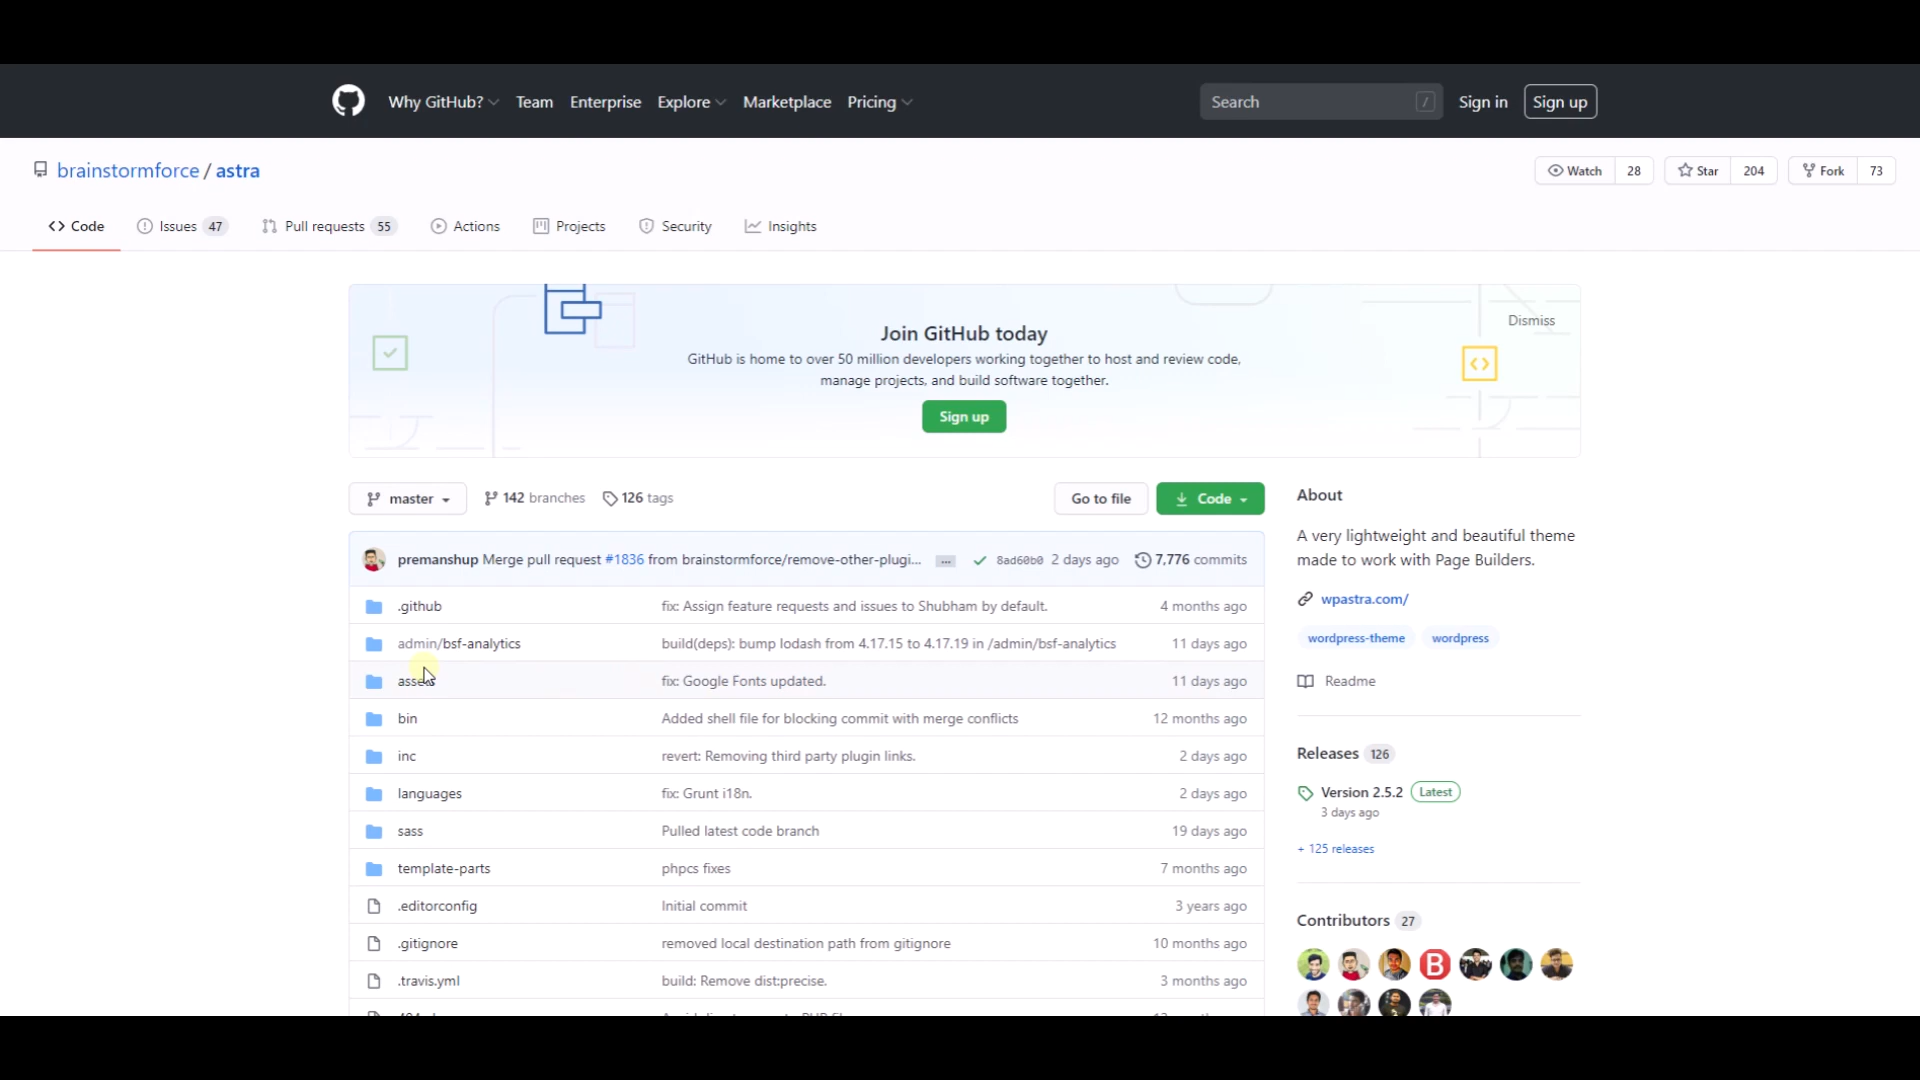 Why GitHub? Team Enterprise Explore Marketplace Pricing Search / Sign in Sign up
brainstormforce / astra Watch 28 Star 204 Fork 73
Code Issues 47 Pull requests 55 Actions Projects Security Insights
Join GitHub today Dismiss
GitHub is home to over 50 million developers working together to host and review code,
manage projects, and build software together.
Sign up
master 142 branches 126 tags Go to file Code
premanshup Merge pull request #1836 from brainstormforce/remove-other-plugi... ... 8ad60b0 2 days ago 7,776 commits
.github fix: Assign feature requests and issues to Shubham by default. 4 months ago
admin/bsf-analytics build(deps): bump lodash from 4.17.15 to 4.17.19 in /admin/bsf-analytics 11 days ago
assets fix: Google Fonts updated. 11 days ago
bin Added shell file for blocking commit with merge conflicts 12 months ago
inc revert: Removing third party plugin links. 2 days ago
languages fix: Grunt i18n. 2 days ago
sass Pulled latest code branch 19 days ago
template-parts phpcs fixes 7 months ago
.editorconfig Initial commit 3 years ago
.gitignore removed local destination path from gitignore 10 months ago
.travis.yml build: Remove dist:precise. 3 months ago
About
A very lightweight and beautiful theme
made to work with Page Builders.
wpastra.com/
wordpress-theme wordpress
Readme
Releases 126
Version 2.5.2 Latest
3 days ago
+ 125 releases
Contributors 27
B